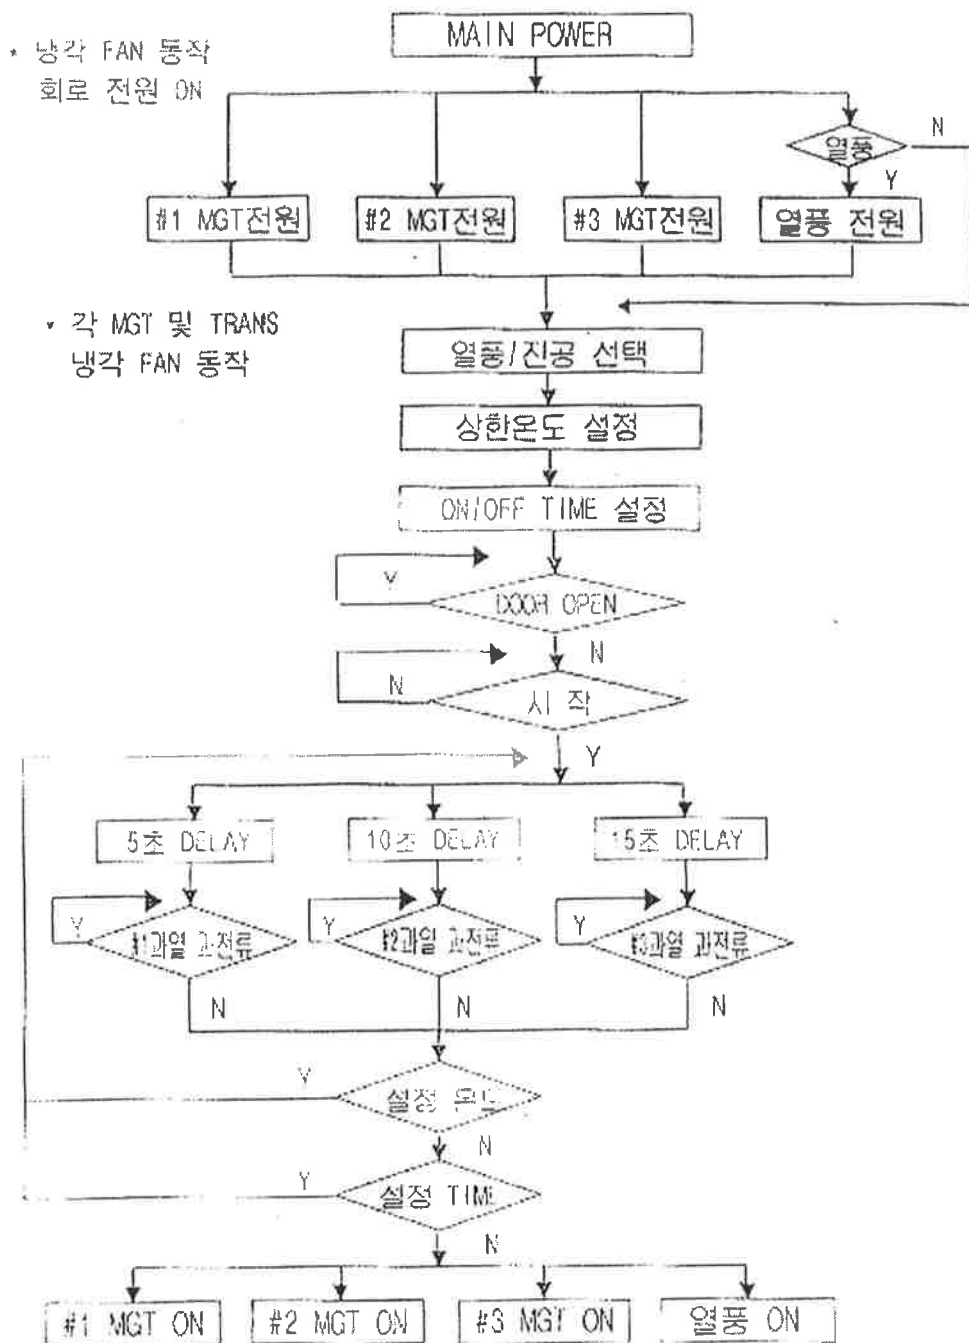 MAIN POWER
* 냉각 FAN 동작
회로 전원 ON
열풍
N
Y
#1 MGT전원
#2 MGT전원
#3 MGT전원
열풍 전원
* 각 MGT 및 TRANS
냉각 FAN 동작
열풍/진공 선택
상한온도 설정
ON/OFF TIME 설정
Y
DOOR OPEN
N
N
시 작
Y
5초 DELAY
10초 DELAY
15초 DELAY
Y
#1과열 과전류
Y
#2과열 과전류
Y
#3과열 과전류
N
N
N
Y
설정 온도
N
Y
설정 TIME
N
#1 MGT ON
#2 MGT ON
#3 MGT ON
열풍 ON